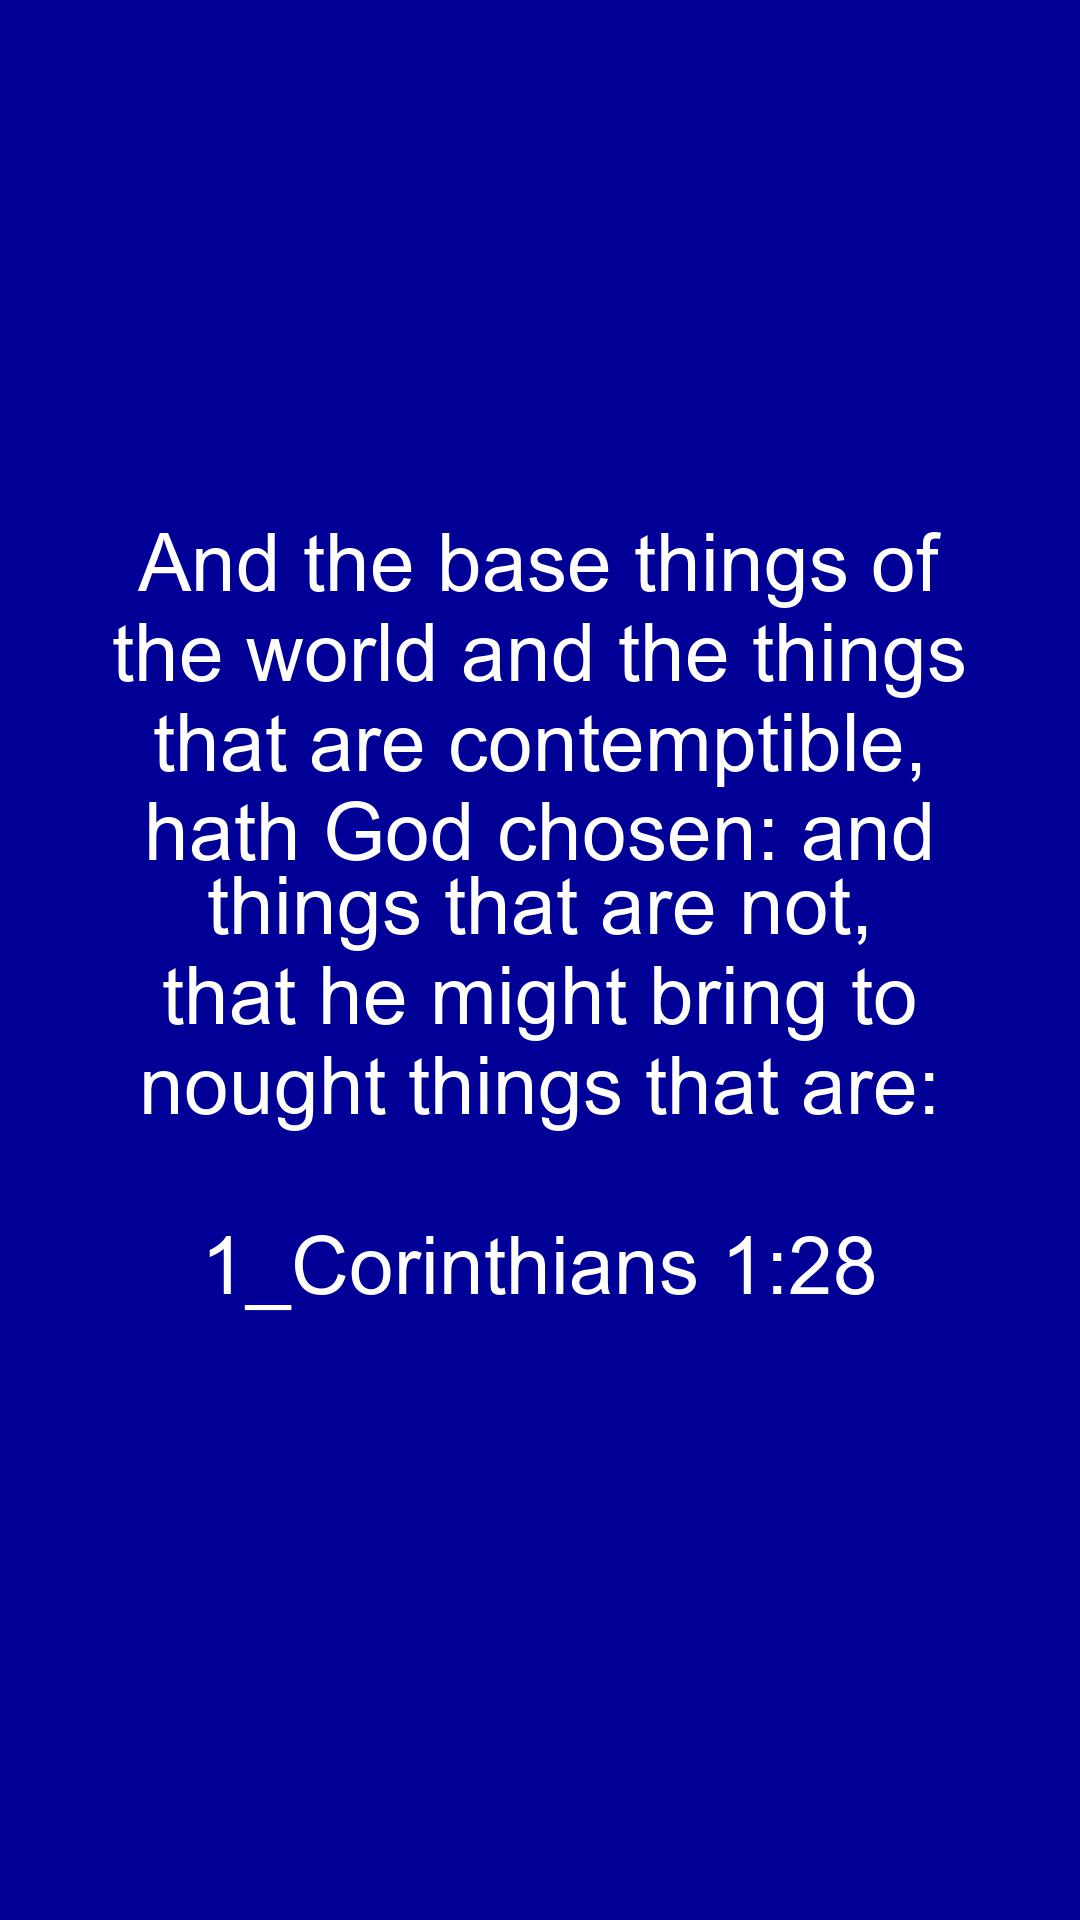 And the base things of
the world and the things
that are contemptible,
hath God chosen: and
things that are not,
that he might bring to
nought things that are:
1_Corinthians 1:28